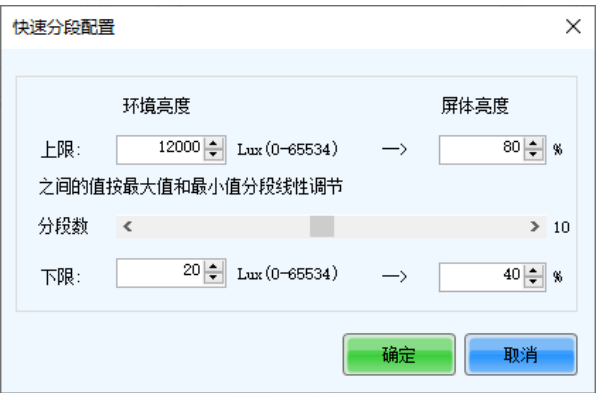 快速分段配置
环境亮度 屏体亮度
上限: 12000 Lux(0-65534) —> 80 %
之间的值按最大值和最小值分段线性调节
分段数 10
下限: 20 Lux(0-65534) —> 40 %
确定 取消